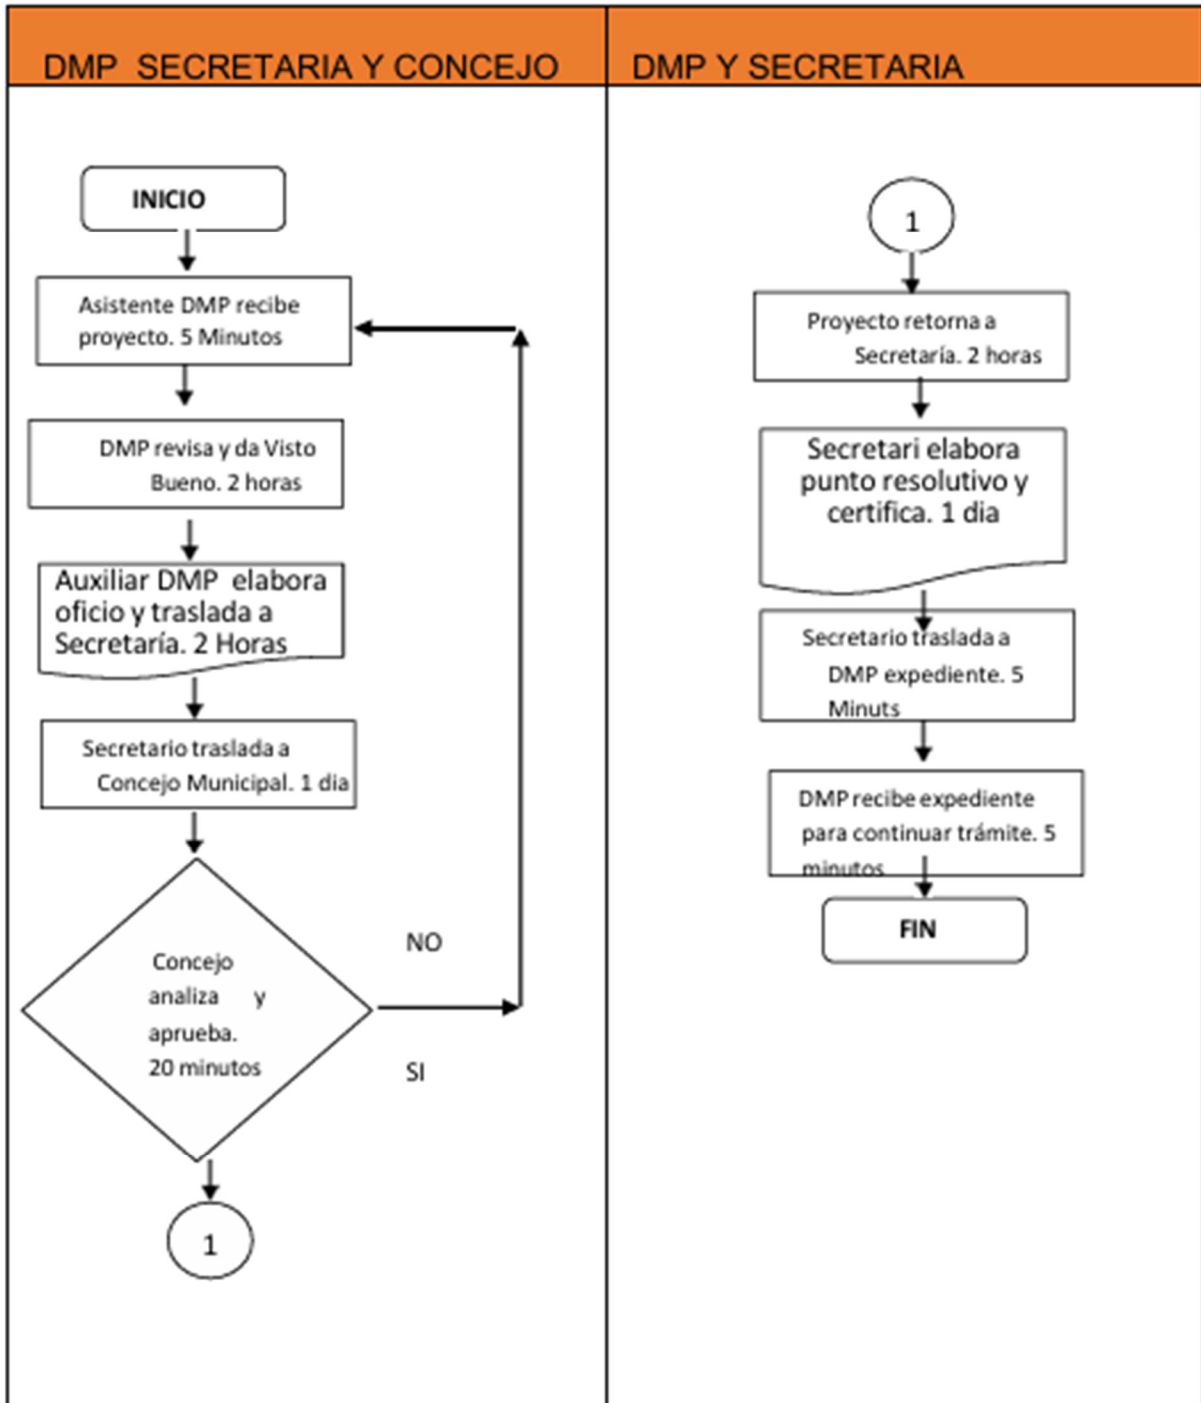 DMP SECRETARIA Y CONCEJO
INICIO
Asistente DMP recibe
proyecto. 5 Minutos
DMP revisa y da Visto
Bueno. 2 horas
Auxiliar DMP elabora
oficio y traslada a
Secretaría. 2 Horas
Secretario traslada a
Concejo Municipal. 1 dia
Concejo
analiza y
aprueba.
20 minutos
NO
SI
1
DMP Y SECRETARIA
1
Proyecto retorna a
Secretaría. 2 horas
Secretari elabora
punto resolutivo y
certifica. 1 dia
Secretario traslada a
DMP expediente. 5
Minuts
DMP recibe expediente
para continuar trámite. 5
minutos
FIN